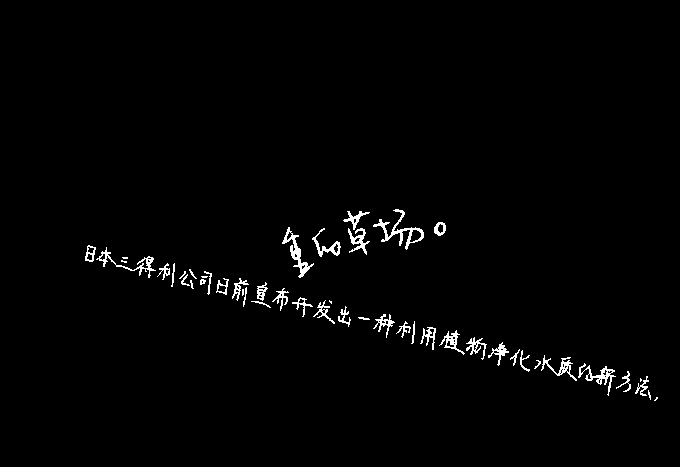 重的草场。
日本三得利公司日前宣布开发出一种利用植物净化水质的新方法,